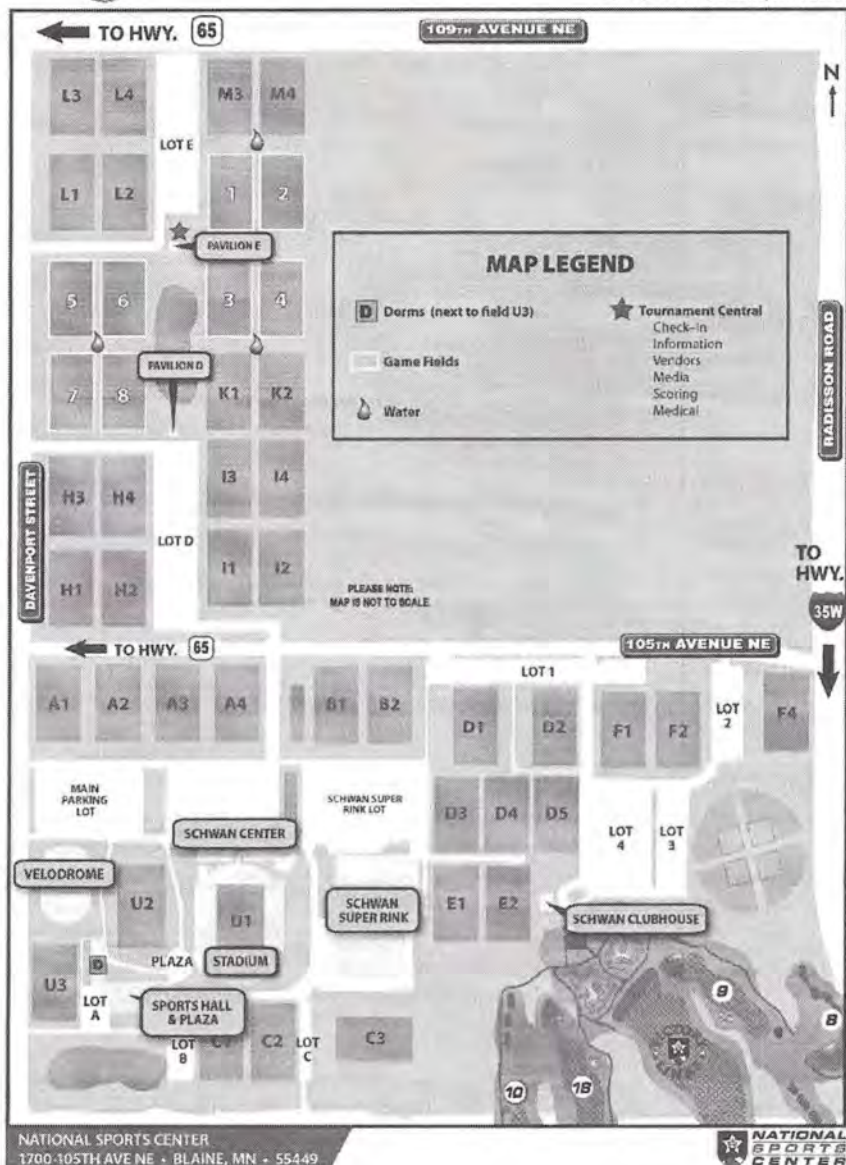 TO HWY. 65
109TH AVENUE NE
N
L3 L4 M3 M4
LOT E
L1 L2 1 2
PAVILION E
5 6 3 4
PAVILION D
7 8 K1 K2
MAP LEGEND
D Dorms (next to field U3)
Game Fields
Water
Tournament Central
Check-in
Information
Vendors
Media
Scoring
Medical
RADISSON ROAD
DAVENPORT STREET
H3 H4 I3 I4
LOT D
H1 H2 I1 I2
PLEASE NOTE:
MAP IS NOT TO SCALE
TO
HWY.
35W
TO HWY. 65
105TH AVENUE NE
LOT 1
A1 A2 A3 A4 B1 B2
D1 D2 F1 F2
LOT
2
F4
MAIN
PARKING
LOT
SCHWAN SUPER
RINK LOT
D3 D4 D5
LOT
4
LOT
3
SCHWAN CENTER
VELODROME
U2
U1
SCHWAN
SUPER RINK
E1 E2
SCHWAN CLUBHOUSE
PLAZA
STADIUM
D
U3
LOT
A
SPORTS HALL
& PLAZA
LOT
B
C1 C2
LOT
C
C3
9
8
10
18
NATIONAL SPORTS CENTER
1700-105TH AVE NE • BLAINE, MN • 55449
NATIONAL
SPORTS
CENTER